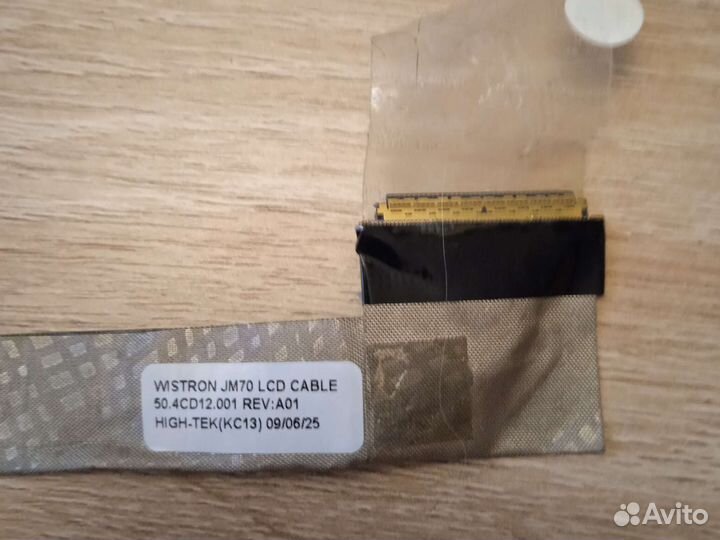 WISTRON JM70 LCD CABLE
50.4CD12.001 REV:A01
HIGH-TEK(KC13) 09/06/25
Avito